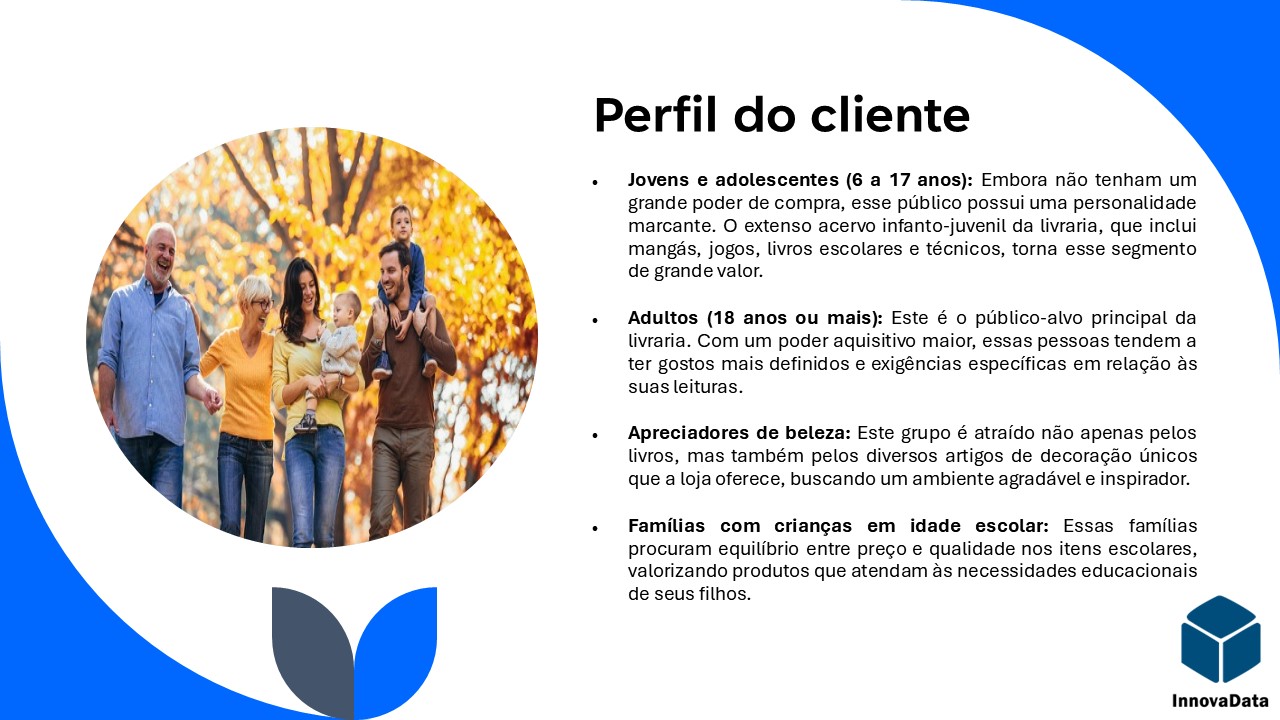 Perfil do cliente
• Jovens e adolescentes (6 a 17 anos): Embora não tenham um
grande poder de compra, esse público possui uma personalidade
marcante. O extenso acervo infanto-juvenil da livraria, que inclui
mangás, jogos, livros escolares e técnicos, torna esse segmento
de grande valor.
• Adultos (18 anos ou mais): Este é o público-alvo principal da
livraria. Com um poder aquisitivo maior, essas pessoas tendem a
ter gostos mais definidos e exigências específicas em relação às
suas leituras.
• Apreciadores de beleza: Este grupo é atraído não apenas pelos
livros, mas também pelos diversos artigos de decoração únicos
que a loja oferece, buscando um ambiente agradável e inspirador.
• Famílias com crianças em idade escolar: Essas famílias
procuram equilíbrio entre preço e qualidade nos itens escolares,
valorizando produtos que atendam às necessidades educacionais
de seus filhos.
InnovaData